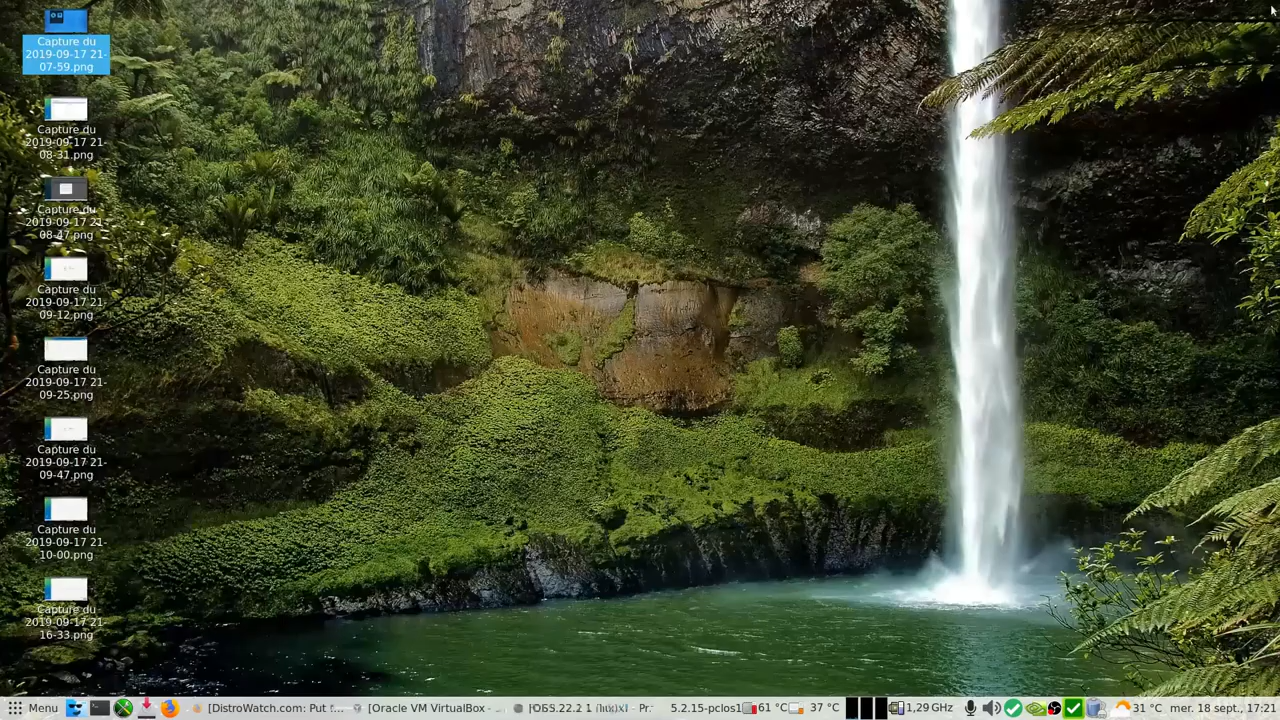 Capture du
2019-09-17 21-
07-59.png
Capture du
2019-09-17 21-
08-31.png
Capture du
2019-09-17 21-
08-47.png
Capture du
2019-09-17 21-
09-12.png
Capture du
2019-09-17 21-
09-25.png
Capture du
2019-09-17 21-
09-47.png
Capture du
2019-09-17 21-
10-00.png
Capture du
2019-09-17 21-
16-33.png
Menu [DistroWatch.com: Put t... [Oracle VM VirtualBox - ... 5.2.15-pclos1 61 °C 37 °C 1,29 GHz 31 °C mer. 18 sept., 17:21